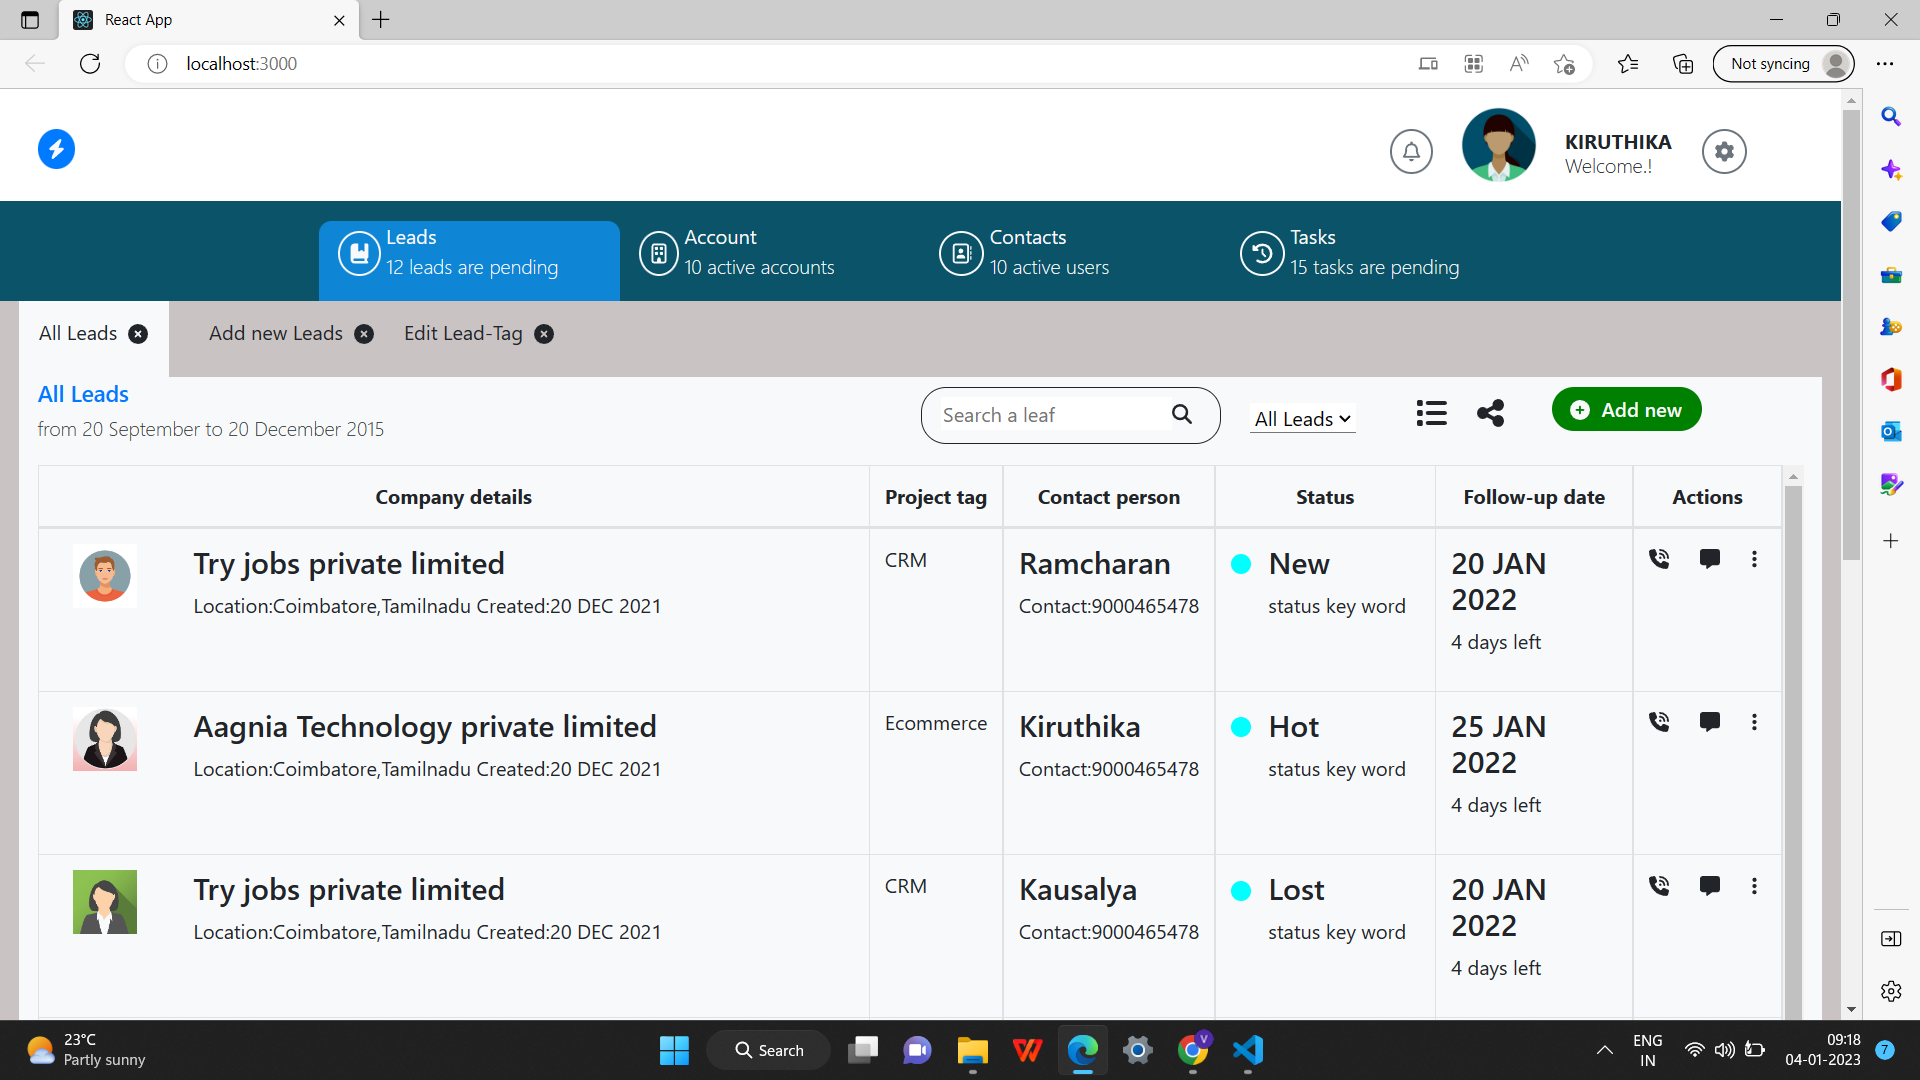 React App
localhost:3000
Not syncing
KIRUTHIKA
Welcome.!
Leads
12 leads are pending
Account
10 active accounts
Contacts
10 active users
Tasks
15 tasks are pending
All Leads
Add new Leads
Edit Lead-Tag
All Leads
from 20 September to 20 December 2015
Search a leaf
All Leads
Add new
Company details
Project tag
Contact person
Status
Follow-up date
Actions
Try jobs private limited
Location:Coimbatore,Tamilnadu Created:20 DEC 2021
CRM
Ramcharan
Contact:9000465478
New
status key word
20 JAN
2022
4 days left
Aagnia Technology private limited
Location:Coimbatore,Tamilnadu Created:20 DEC 2021
Ecommerce
Kiruthika
Contact:9000465478
Hot
status key word
25 JAN
2022
4 days left
Try jobs private limited
Location:Coimbatore,Tamilnadu Created:20 DEC 2021
CRM
Kausalya
Contact:9000465478
Lost
status key word
20 JAN
2022
4 days left
23°C
Partly sunny
Search
V
ENG
IN
09:18
04-01-2023
7